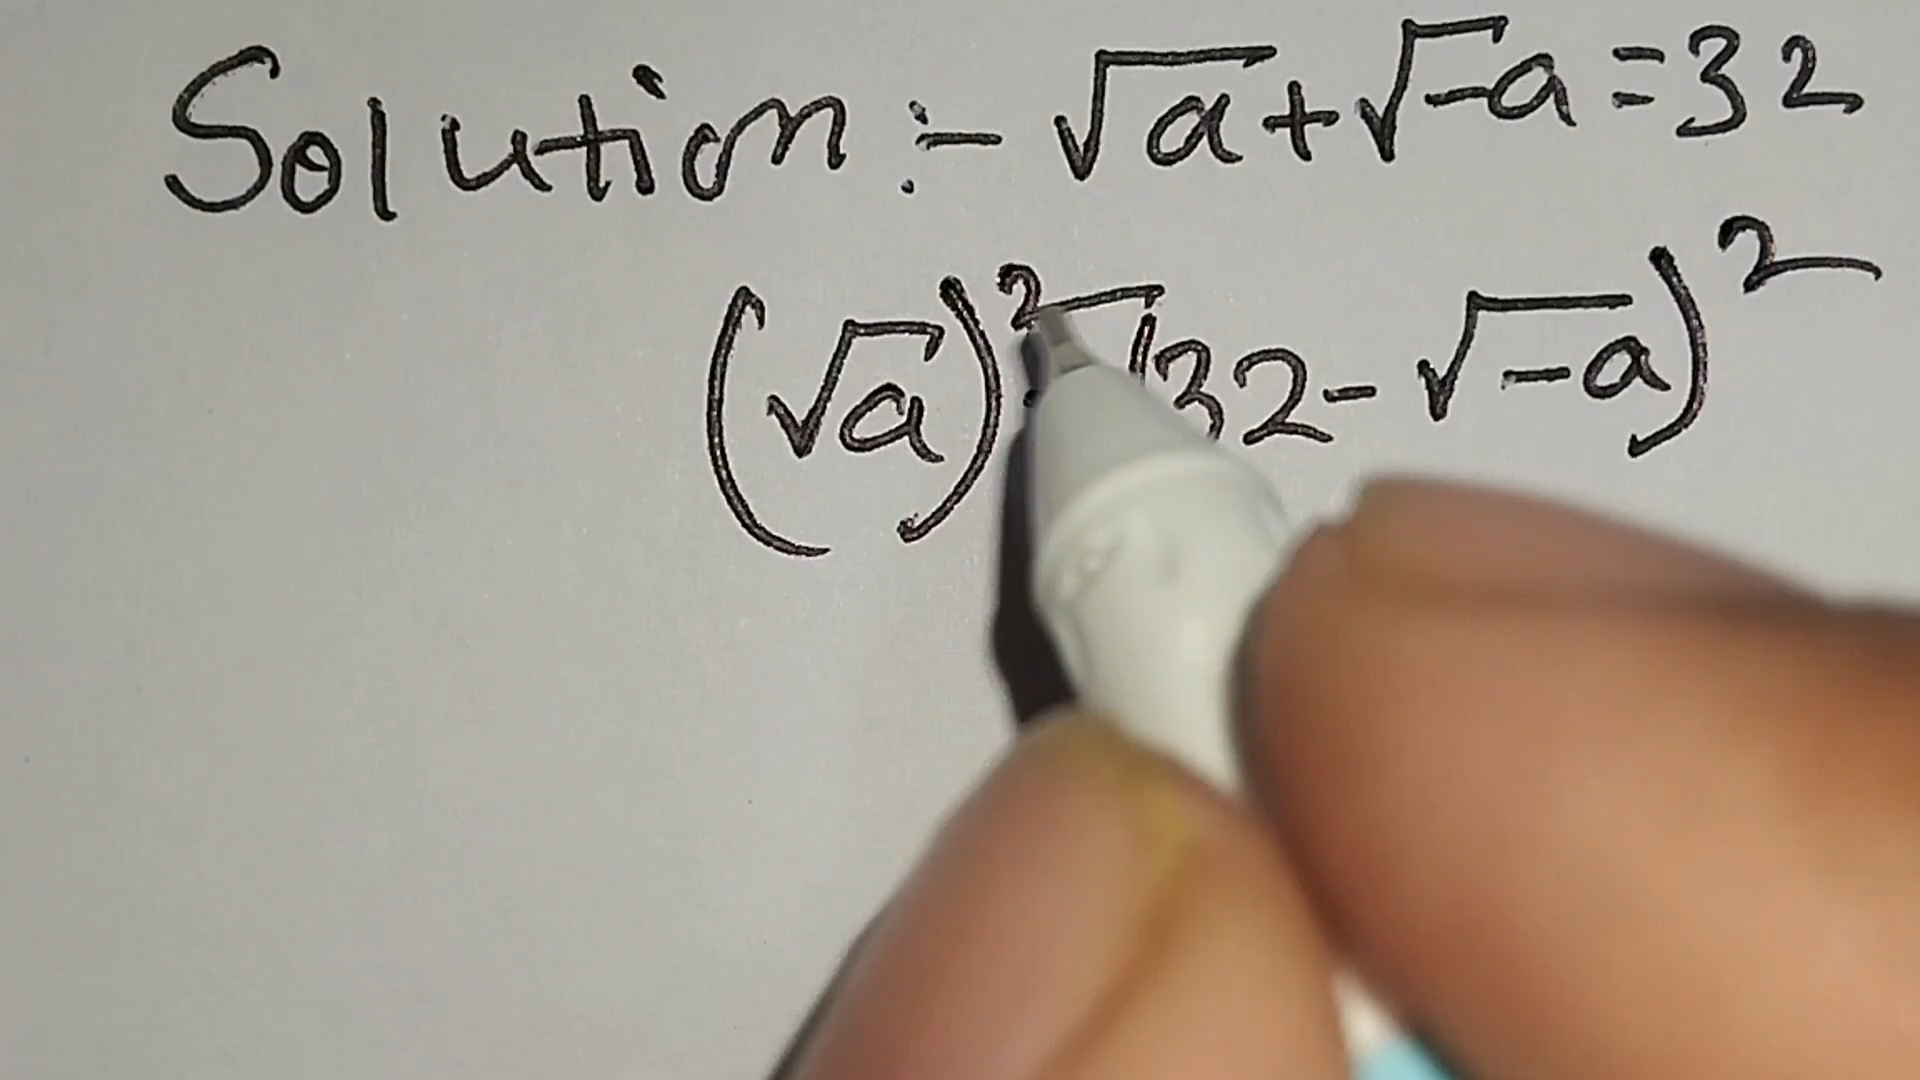 Solution :- √a + √-a = 32
(√a)² (32 - √-a)²